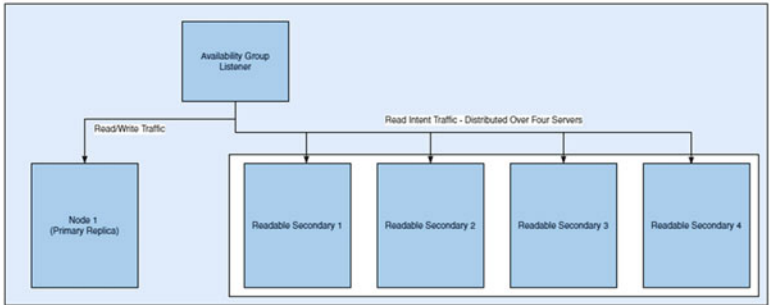 Availability Group
Listener
Read/Write Traffic
Read Intent Traffic - Distributed Over Four Servers
Node 1
(Primary Replica)
Readable Secondary 1
Readable Secondary 2
Readable Secondary 3
Readable Secondary 4